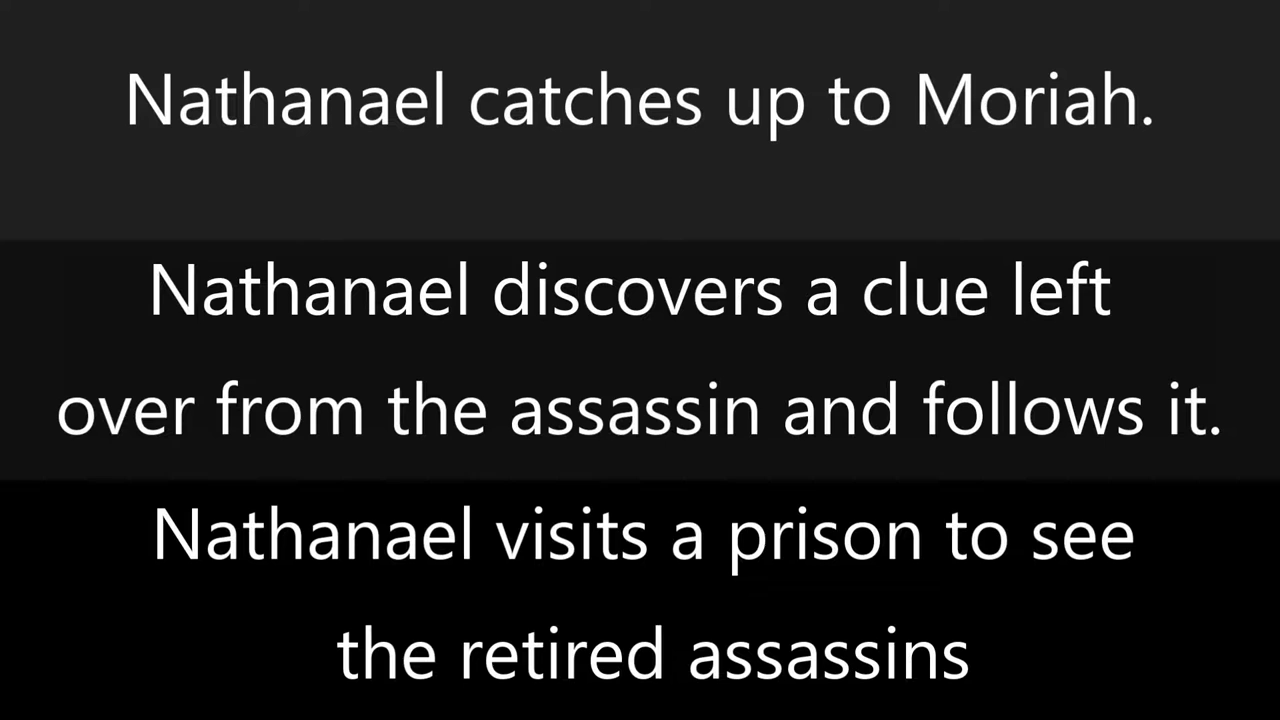 Nathanael catches up to Moriah.
Nathanael discovers a clue left
over from the assassin and follows it.
Nathanael visits a prison to see
the retired assassins